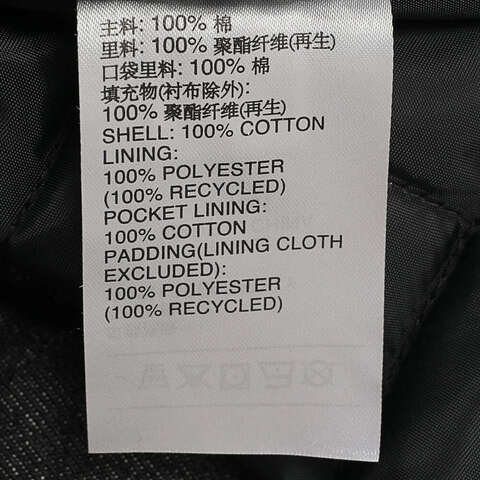 主料: 100% 棉
里料: 100% 聚酯纤维(再生)
口袋里料: 100% 棉
填充物(衬布除外):
100% 聚酯纤维(再生)
SHELL: 100% COTTON
LINING:
100% POLYESTER
(100% RECYCLED)
POCKET LINING:
100% COTTON
PADDING(LINING CLOTH
EXCLUDED):
100% POLYESTER
(100% RECYCLED)